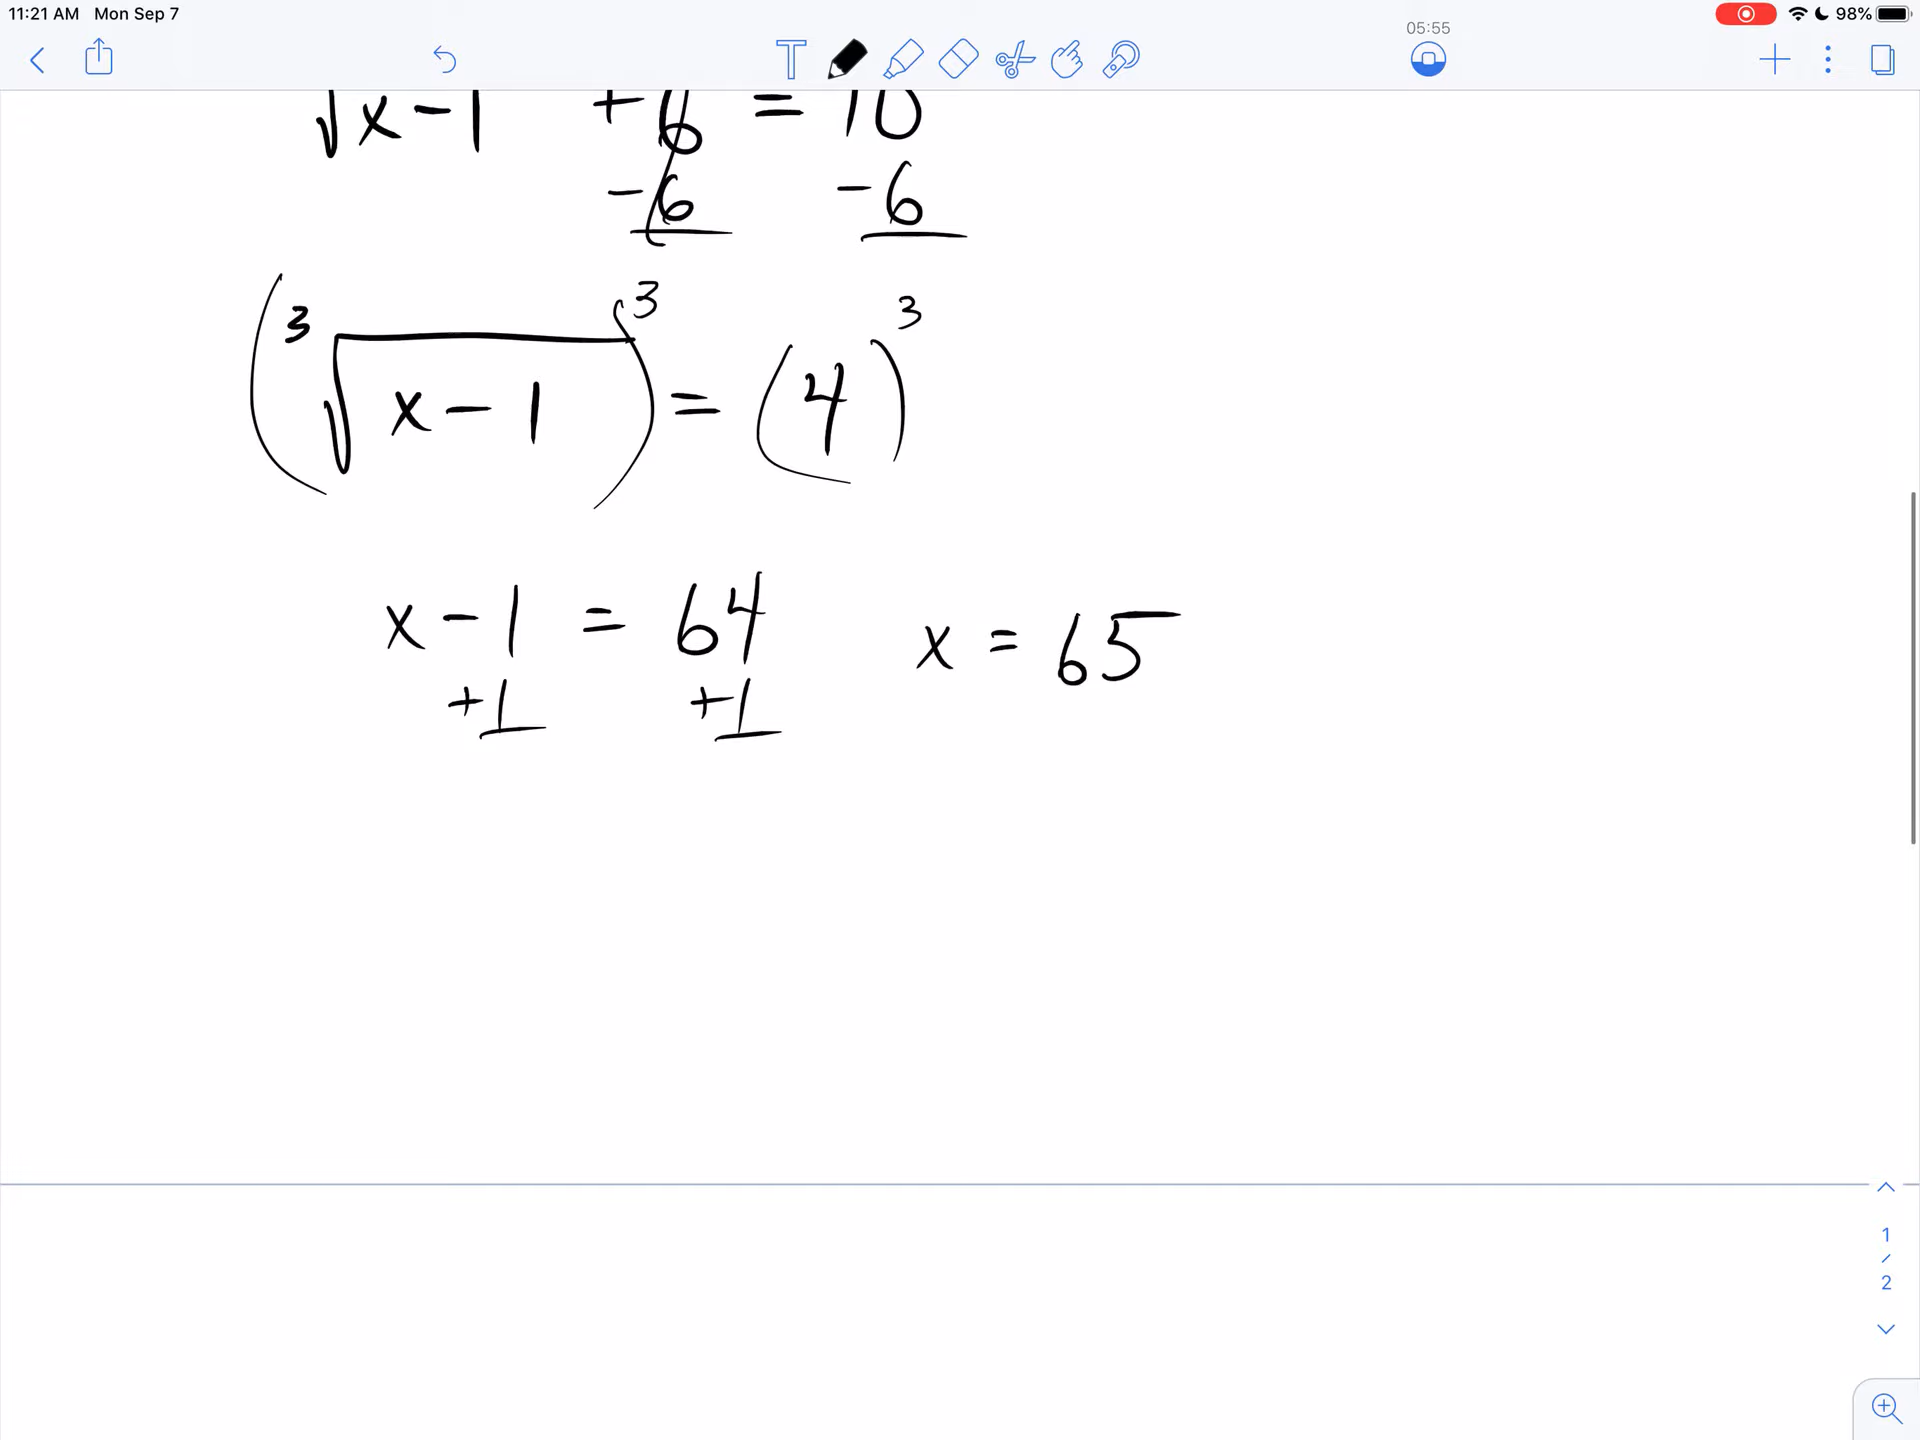 11:21 AM Mon Sep 7 98%
05:55
T
√x-1 +6 = 10
-6 -6
(³√x-1)³ = (4)³
x-1 = 64 x = 65
+1 +1
1
/
2